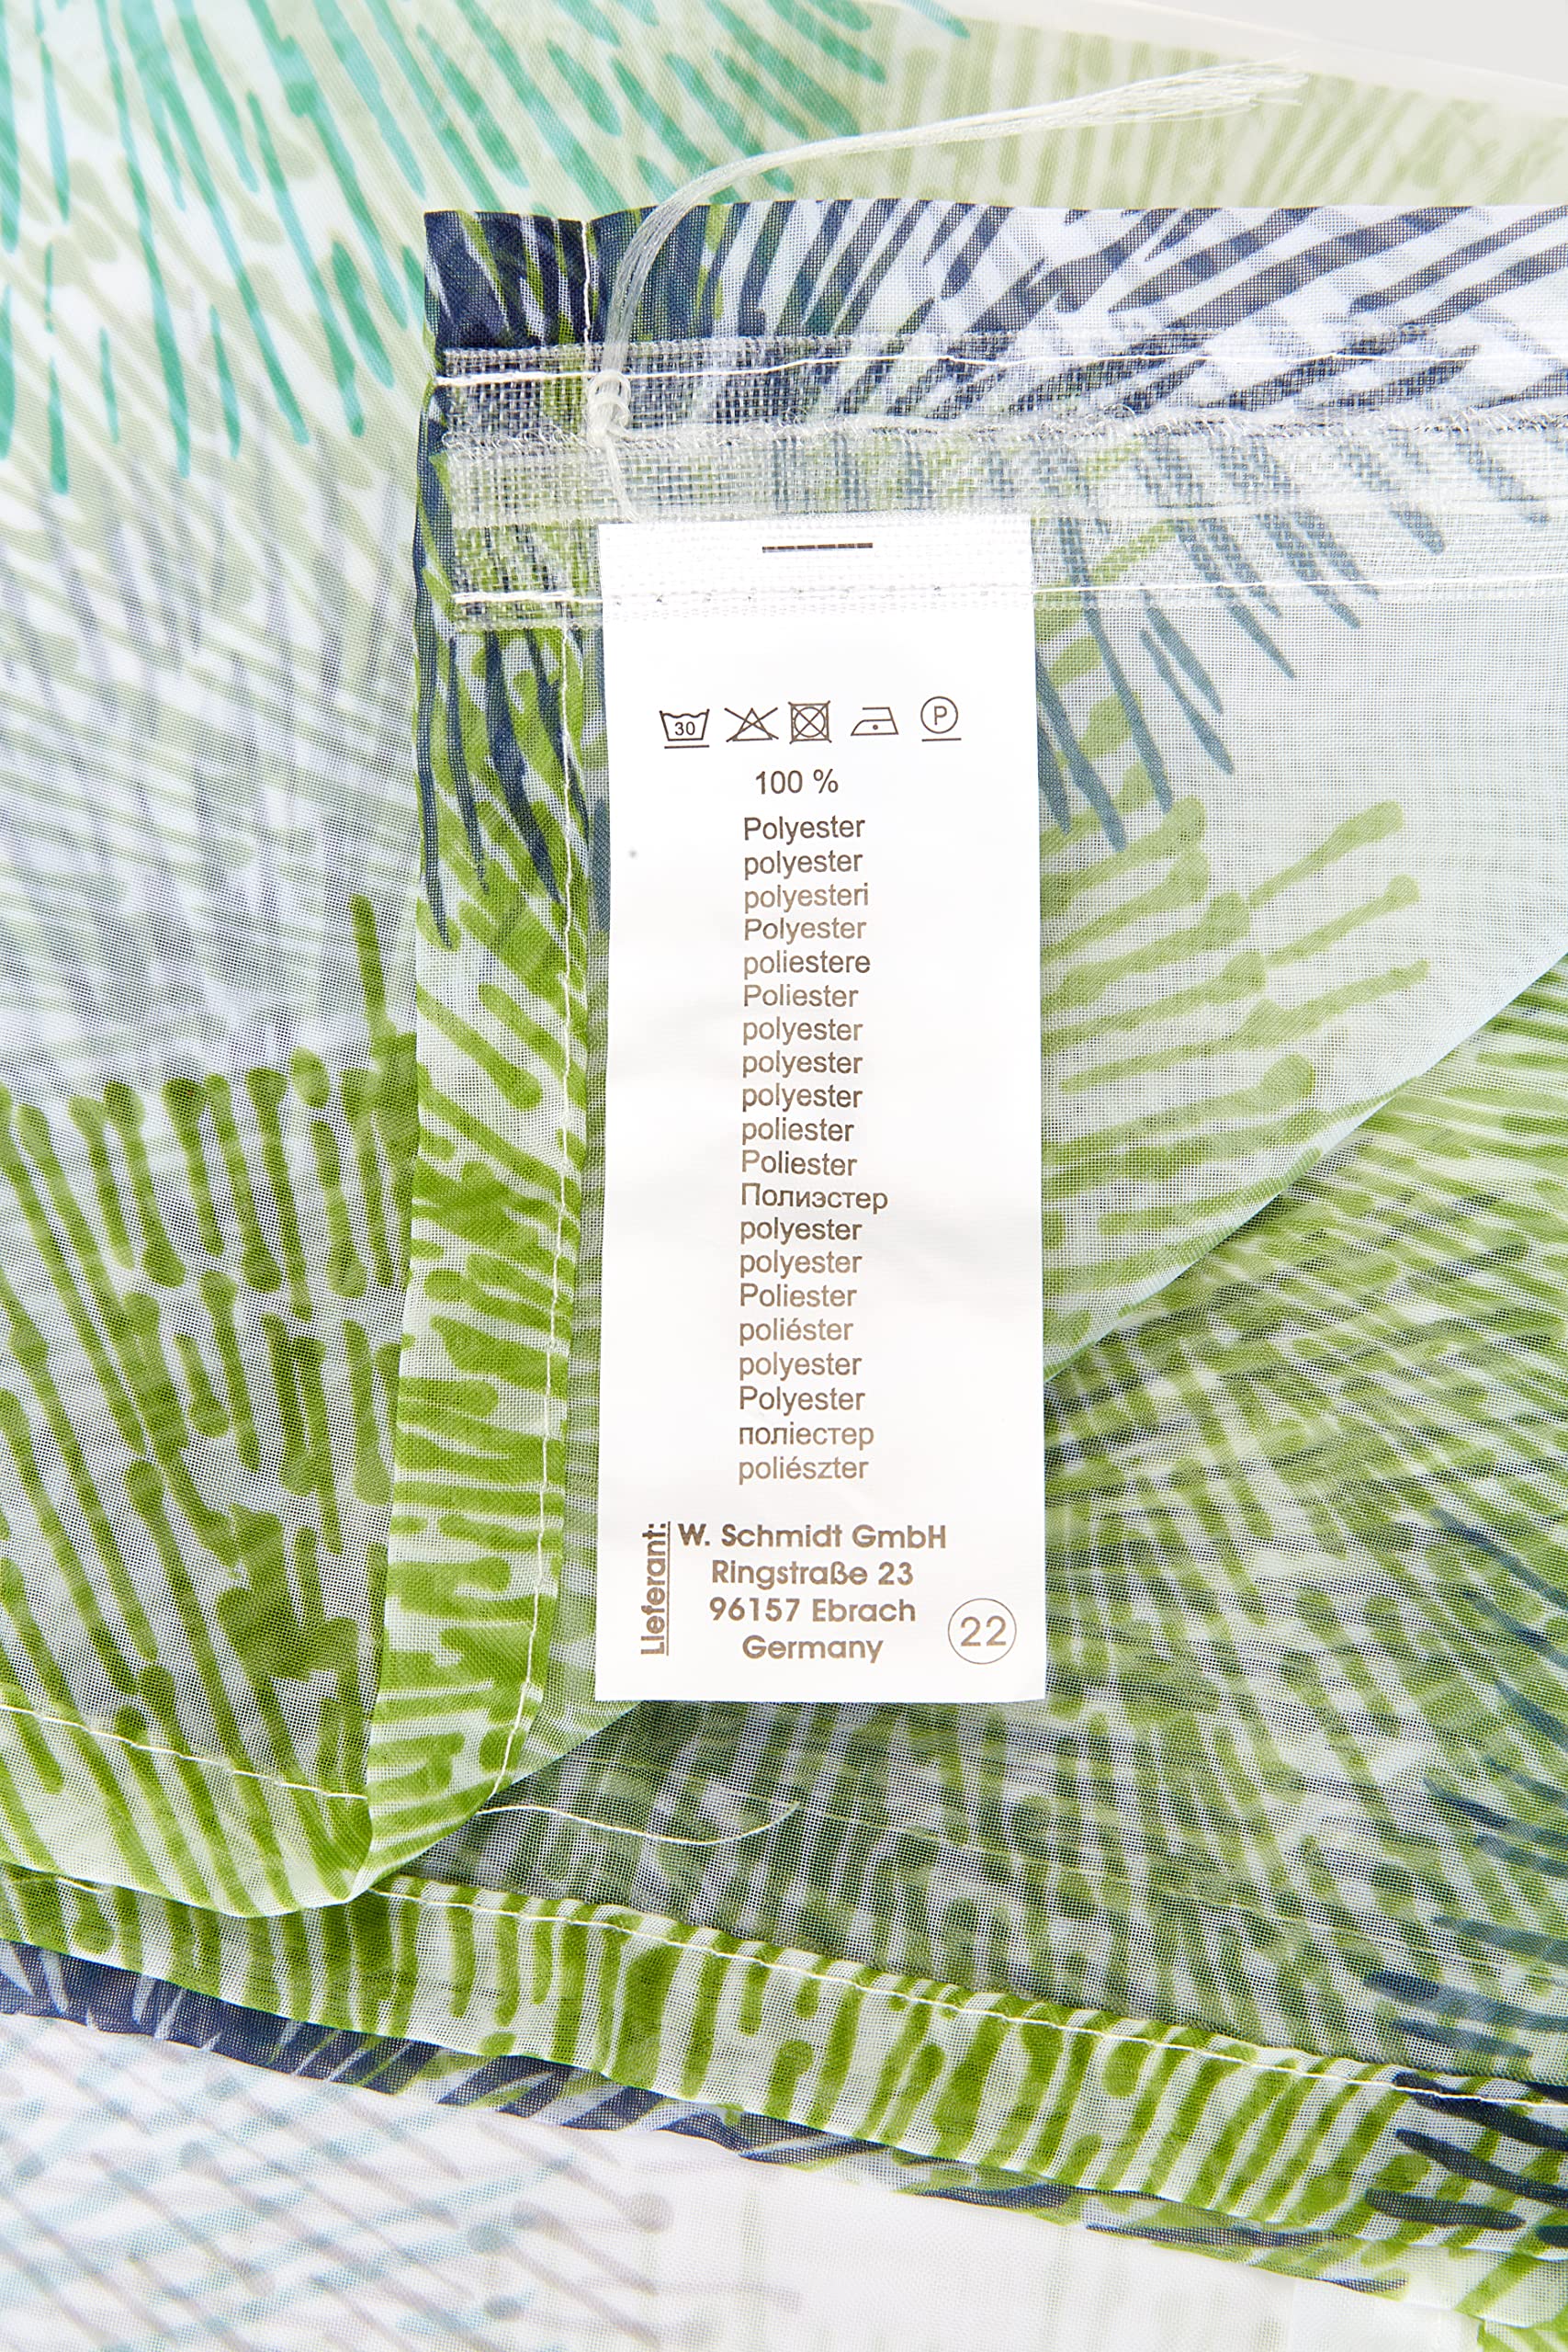 30 P
100 %
Polyester
polyester
polyesteri
Polyester
poliestere
Poliester
polyester
polyester
polyester
poliester
Poliester
Полиэстер
polyester
polyester
Poliester
poliéster
polyester
Polyester
поліестер
poliészter
Lieferant:
W. Schmidt GmbH
Ringstraße 23
96157 Ebrach
Germany
22